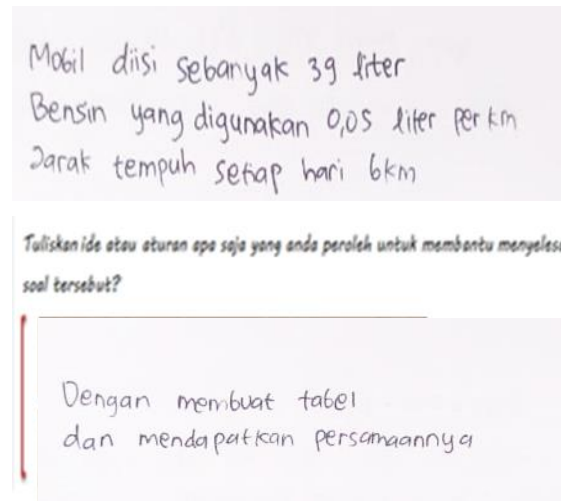 Mobil diisi sebanyak 39 liter
Bensin yang digunakan 0,05 liter per km
Jarak tempuh setiap hari 6km
Tuliskan ide atau aturan apa saja yang anda peroleh untuk membantu
soal tersebut?
Dengan membuat tabel
dan mendapatkan persamaannya